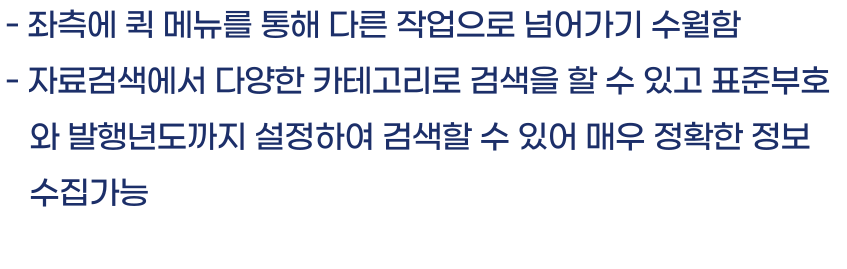 - 좌측에 퀵 메뉴를 통해 다른 작업으로 넘어가기 수월함
- 자료검색에서 다양한 카테고리로 검색을 할 수 있고 표준부호
와 발행년도까지 설정하여 검색할 수 있어 매우 정확한 정보
수집가능